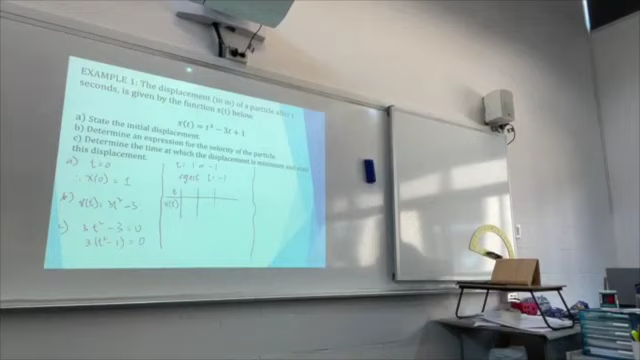 EXAMPLE 1: The displacement (in m) of a particle after t
seconds, is given by the function x(t) below:
x(t) = t³ − 3t + 1
a) State the initial displacement.
b) Determine an expression for the velocity of the particle.
c) Determine the time at which the displacement is minimum and
this displacement.
a) t=0
∴ x(0) = 1
b) v(t) = 3t² − 3
c) 3t² − 3 = 0
3(t² − 1) = 0
t = 1 or −1
reject t = −1
t